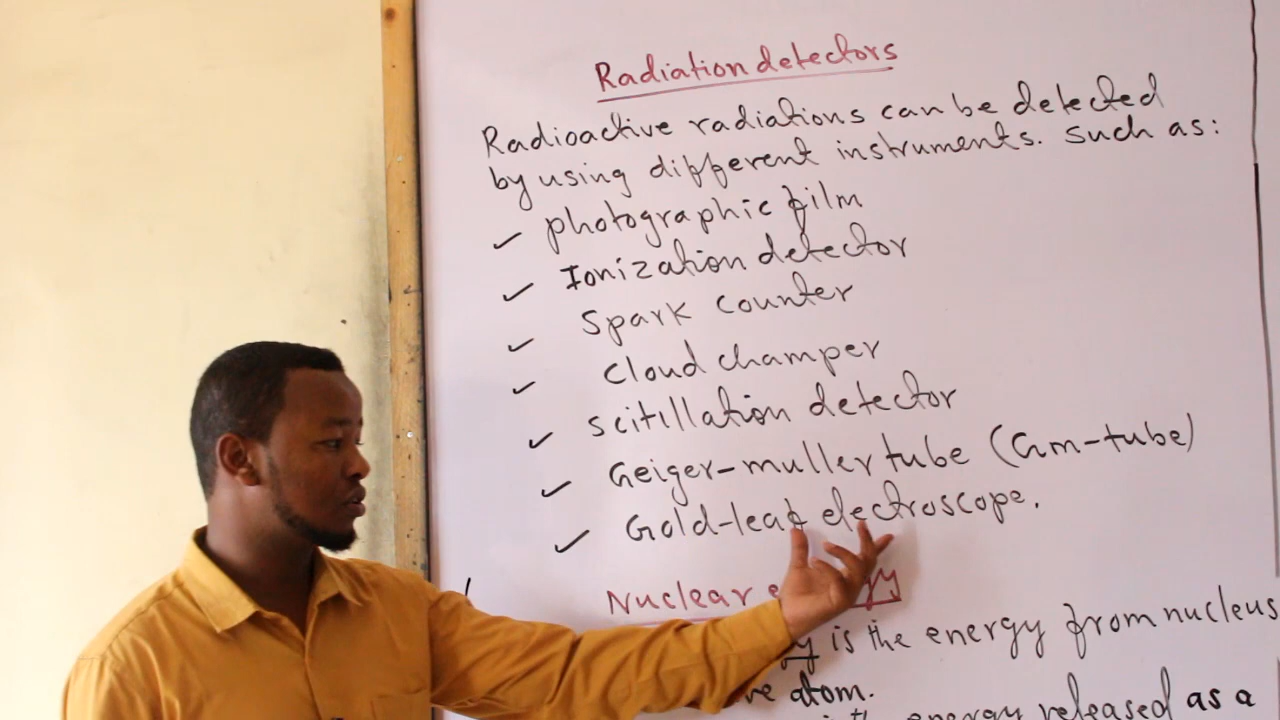 Radiation detectors
Radioactive radiations can be detected
by using different instruments. Such as:
✓ photographic film
✓ Ionization detector
✓ Spark counter
✓ Cloud champer
✓ scitillation detector
✓ Geiger-muller tube (Gm-tube)
✓ Gold-leaf electroscope.
Nuclear
is the energy from nucleus
atom.
energy released as a